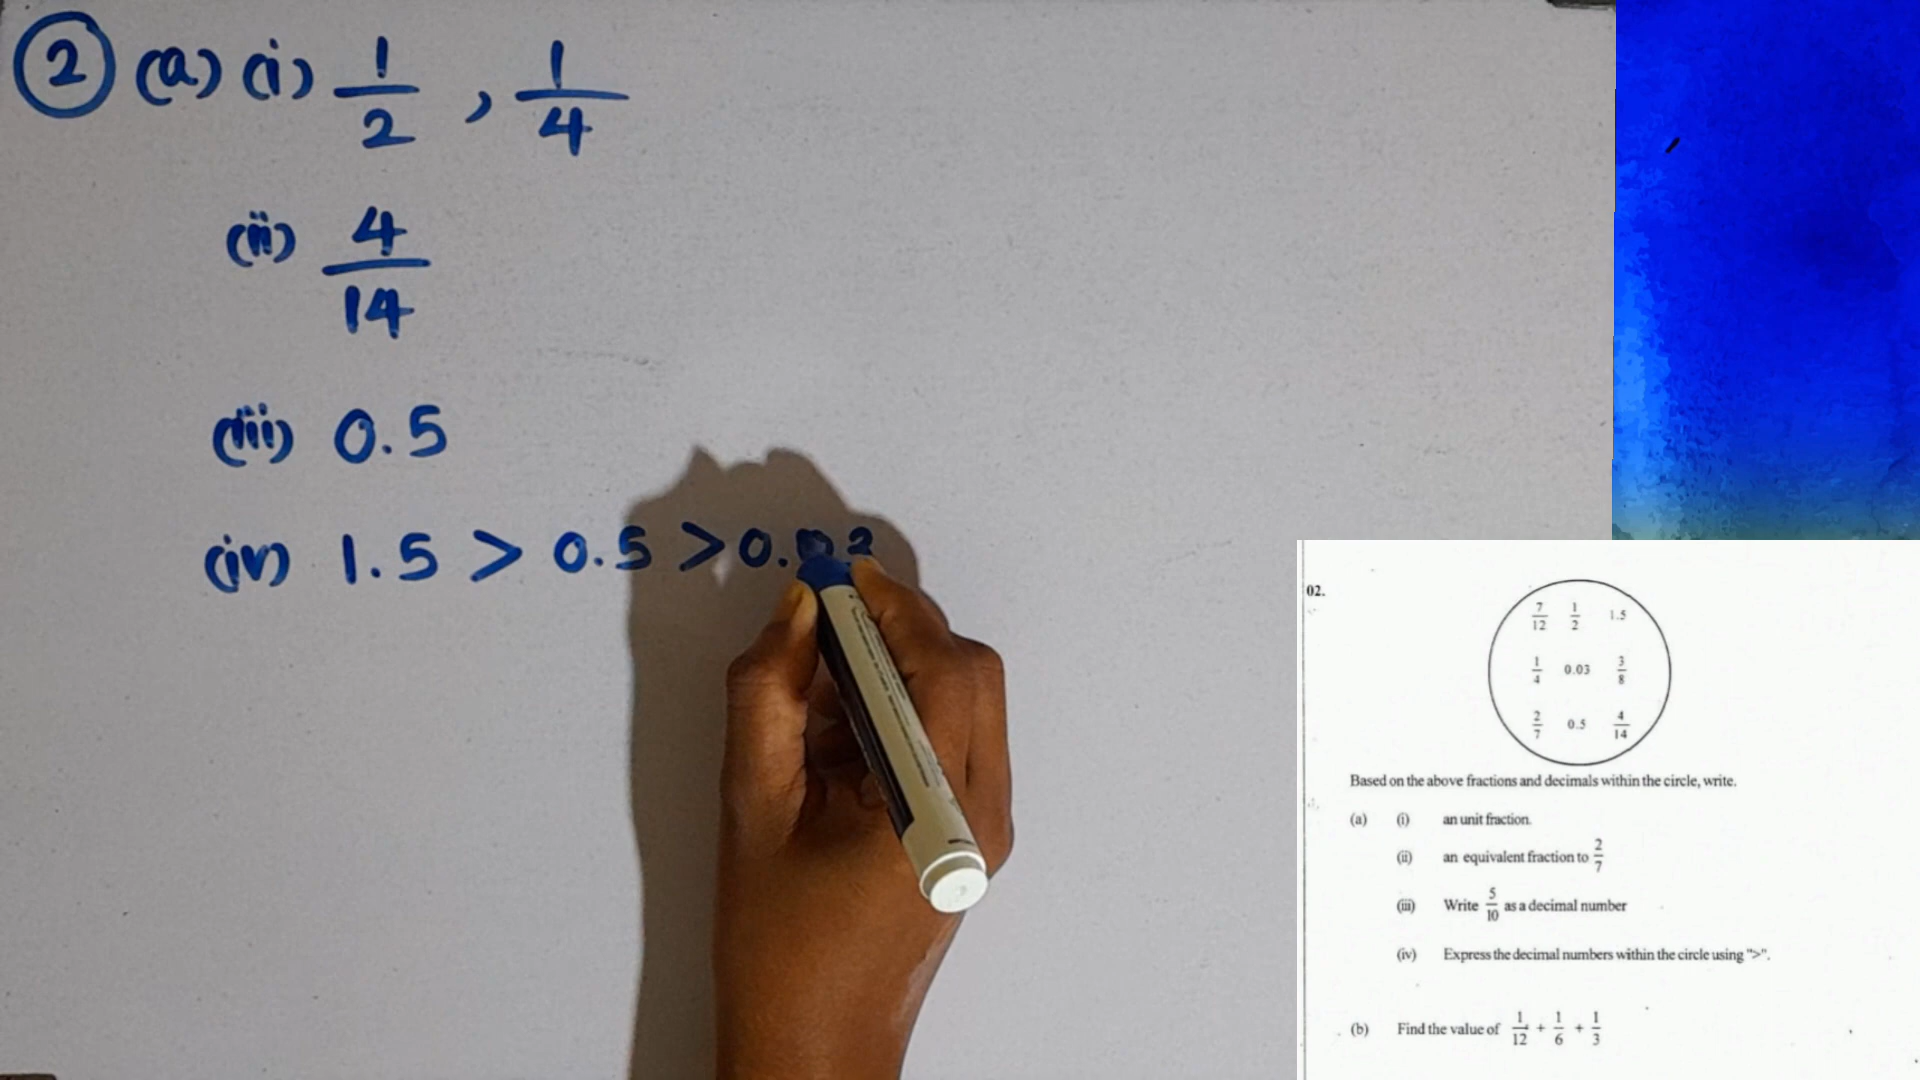 2 (a) (i) 1/2 , 1/4
(ii) 4/14
(iii) 0.5
(iv) 1.5 > 0.5 > 0.
02.
7/12 1/2 1.5
1/4 0.03 3/8
2/7 0.5 4/14
Based on the above fractions and decimals within the circle, write.
(a) (i) an unit fraction.
(ii) an equivalent fraction to 2/7
(iii) Write 5/10 as a decimal number
(iv) Express the decimal numbers within the circle using ">".
(b) Find the value of 1/12 + 1/6 + 1/3